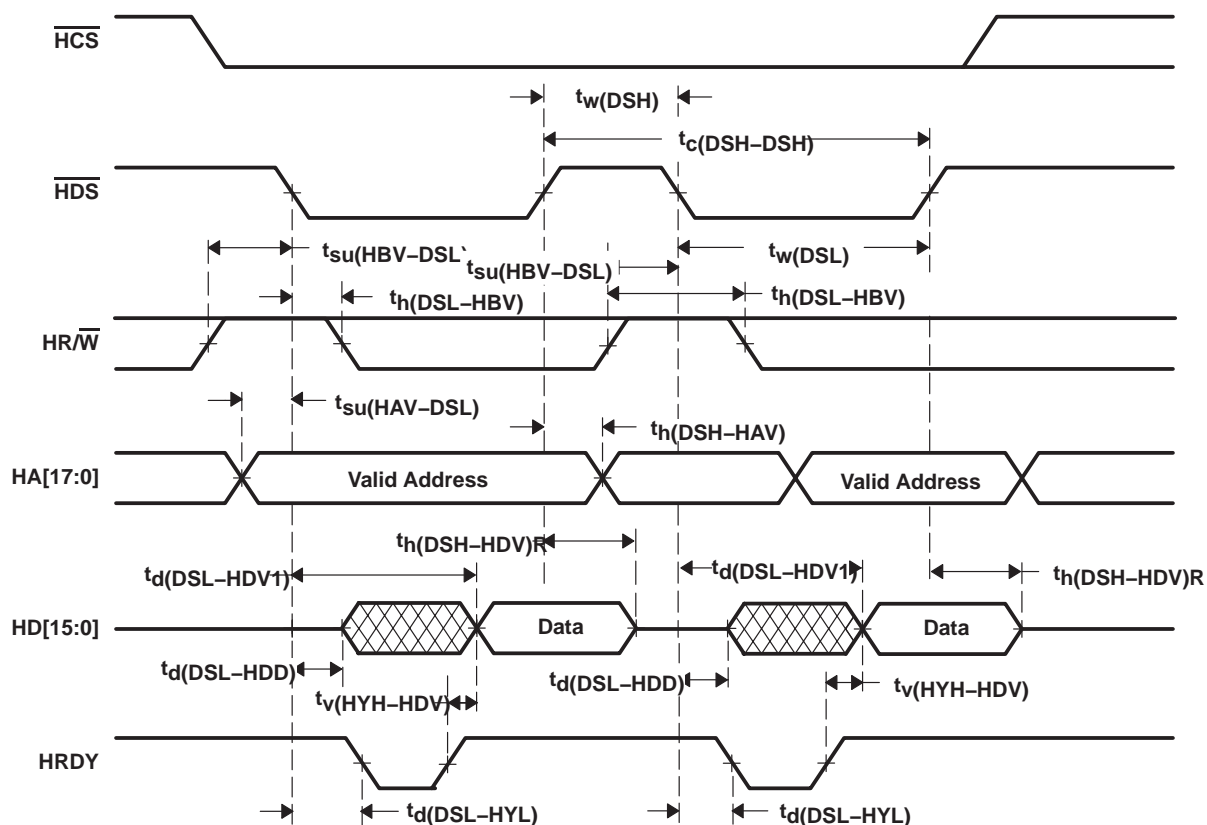 HCS
tw(DSH)
tc(DSH−DSH)
HDS
tsu(HBV−DSL)
tsu(HBV−DSL)
tw(DSL)
th(DSL−HBV)
th(DSL−HBV)
HR/W
tsu(HAV−DSL)
th(DSH−HAV)
HA[17:0]
Valid Address
Valid Address
th(DSH−HDV)R
td(DSL−HDV1)
td(DSL−HDV1)
th(DSH−HDV)R
HD[15:0]
Data
Data
td(DSL−HDD)
td(DSL−HDD)
tv(HYH−HDV)
tv(HYH−HDV)
HRDY
td(DSL−HYL)
td(DSL−HYL)